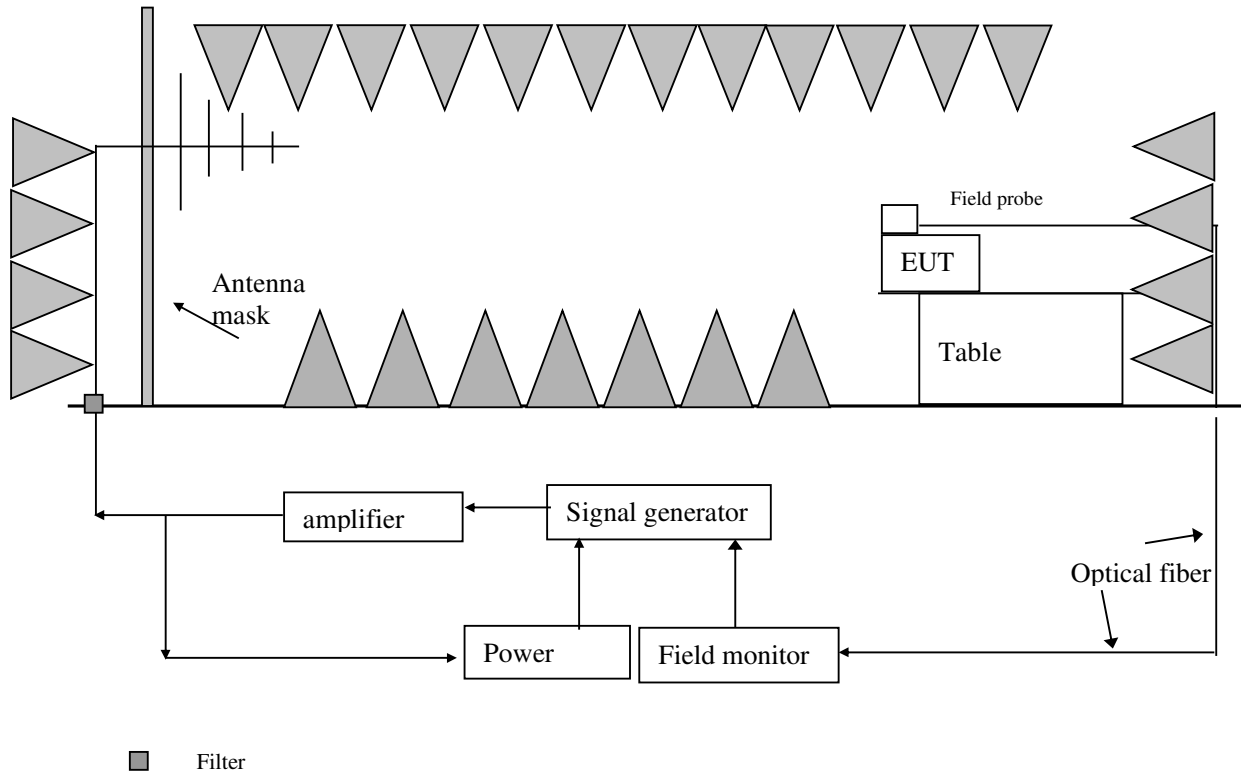 Field probe
EUT
Antenna
mask
Table
Signal generator
amplifier
Optical fiber
Power
Field monitor
Filter